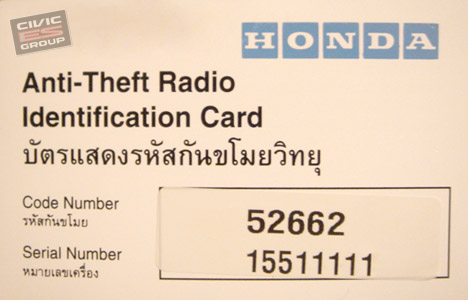 CIVIC
ES
GROUP
HONDA
Anti-Theft Radio
Identification Card
บัตรแสดงรหัสกันขโมยวิทยุ
Code Number
รหัสกันขโมย
52662
Serial Number
หมายเลขเครื่อง
15511111